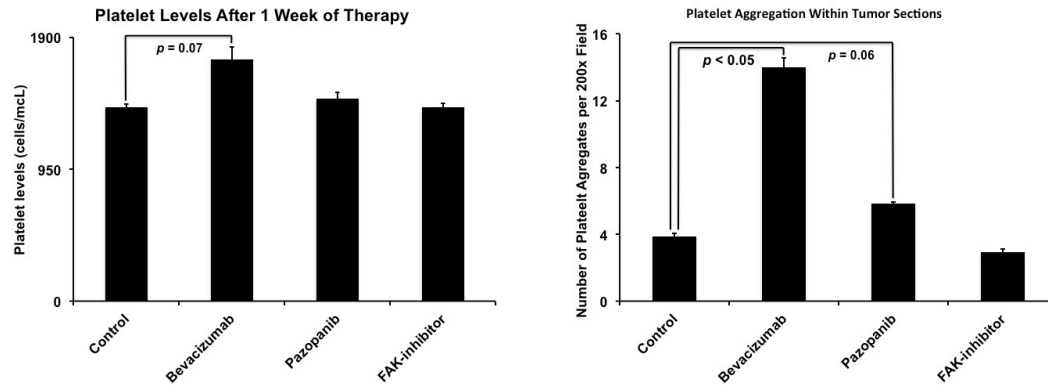 Platelet Levels After 1 Week of Therapy
Platelet levels (cells/mcL)
1900
950
0
p = 0.07
Control
Bevacizumab
Pazopanib
FAK-inhibitor
Platelet Aggregation Within Tumor Sections
Number of Plateelt Agregates per 200x Field
16
12
8
4
0
p < 0.05
p = 0.06
Control
Bevacizumab
Pazopanib
FAK-inhibitor